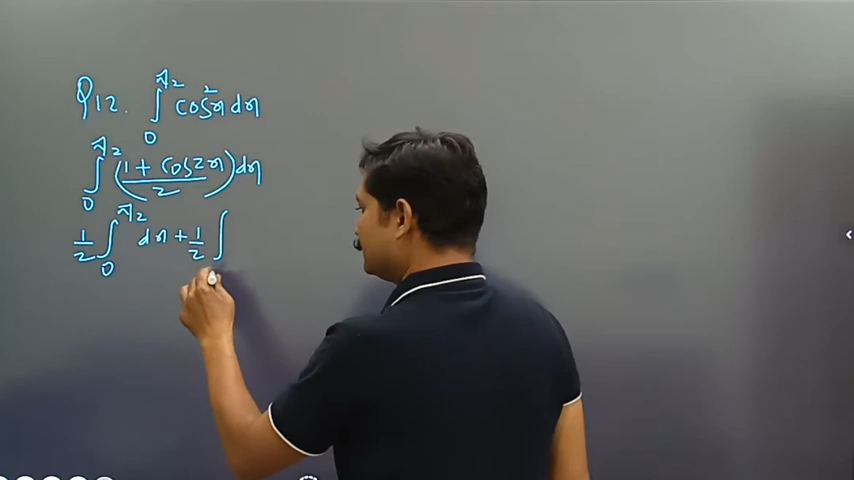 Q12. ∫₀^{π/2} cos²x dx
∫₀^{π/2} ((1 + cos2x)/2) dx
1/2 ∫₀^{π/2} dx + 1/2 ∫